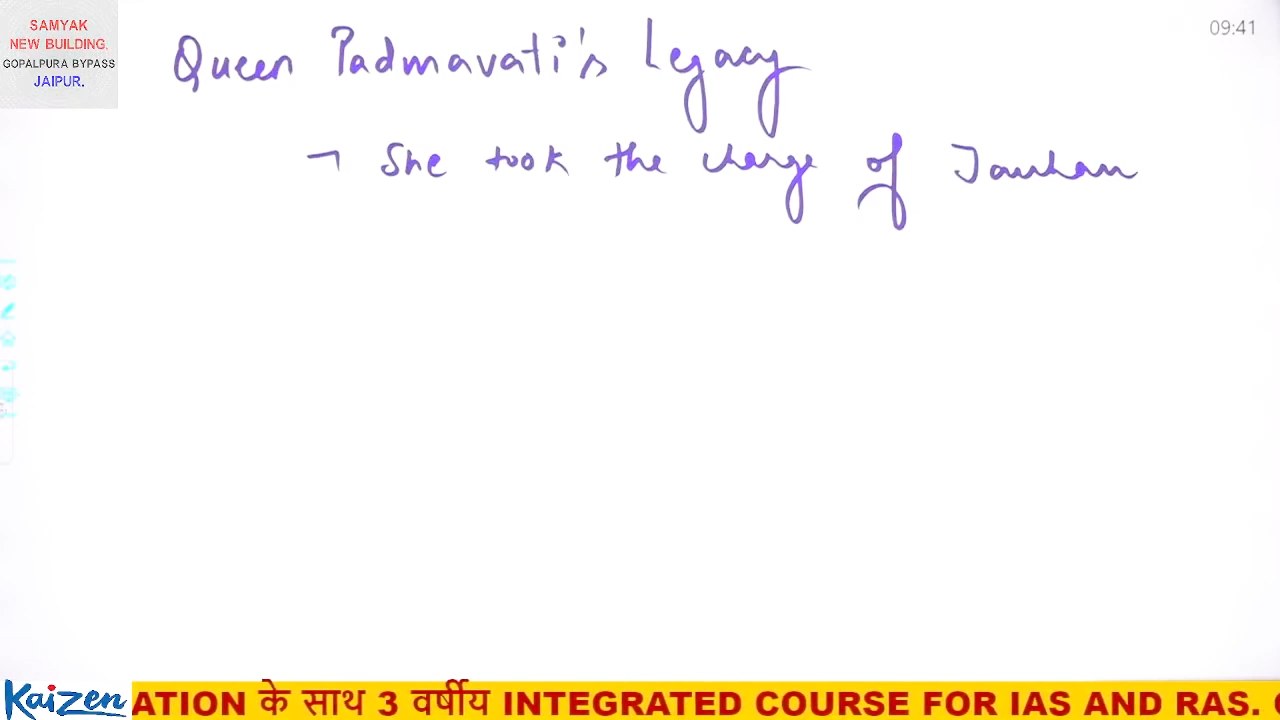 SAMYAK
NEW BUILDING,
GOPALPURA BYPASS
JAIPUR.
09:41
Queen Padmavati's Legacy
→ She took the charge of Jauhar
Kaizen
ATION के साथ 3 वर्षीय INTEGRATED COURSE FOR IAS AND RAS.